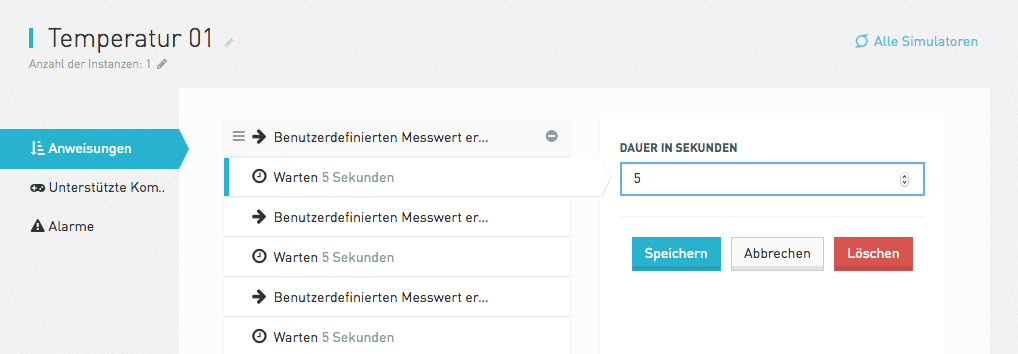 Temperatur 01
Alle Simulatoren
Anzahl der Instanzen: 1
Anweisungen
Unterstützte Kom..
Alarme
Benutzerdefinierten Messwert er...
Warten 5 Sekunden
Benutzerdefinierten Messwert er...
Warten 5 Sekunden
Benutzerdefinierten Messwert er...
Warten 5 Sekunden
DAUER IN SEKUNDEN
5
Speichern
Abbrechen
Löschen